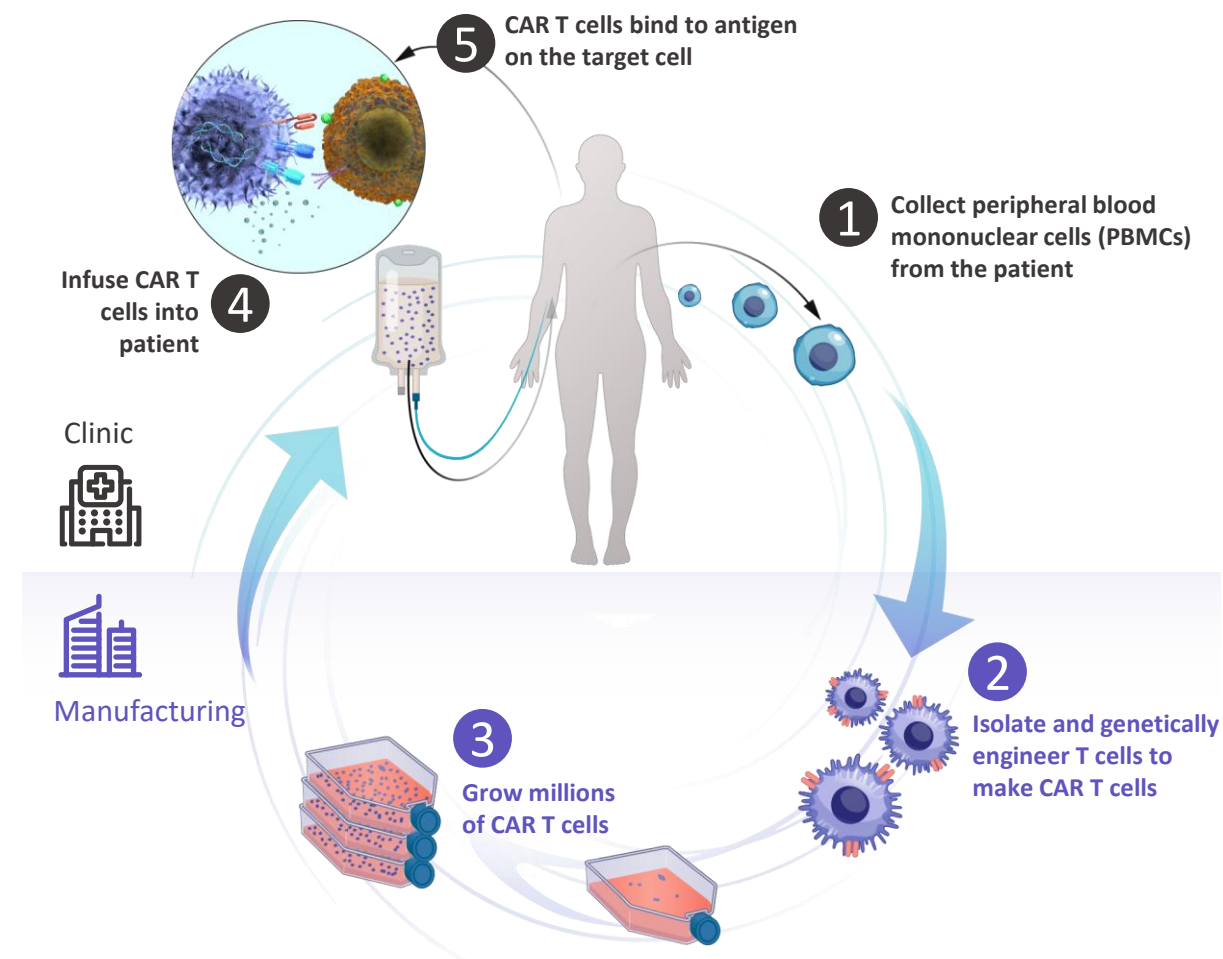 5
CAR T cells bind to antigen
on the target cell
1
Collect peripheral blood
mononuclear cells (PBMCs)
from the patient
Infuse CAR T
cells into
patient
4
Clinic
Manufacturing
2
Isolate and genetically
engineer T cells to
make CAR T cells
3
Grow millions
of CAR T cells